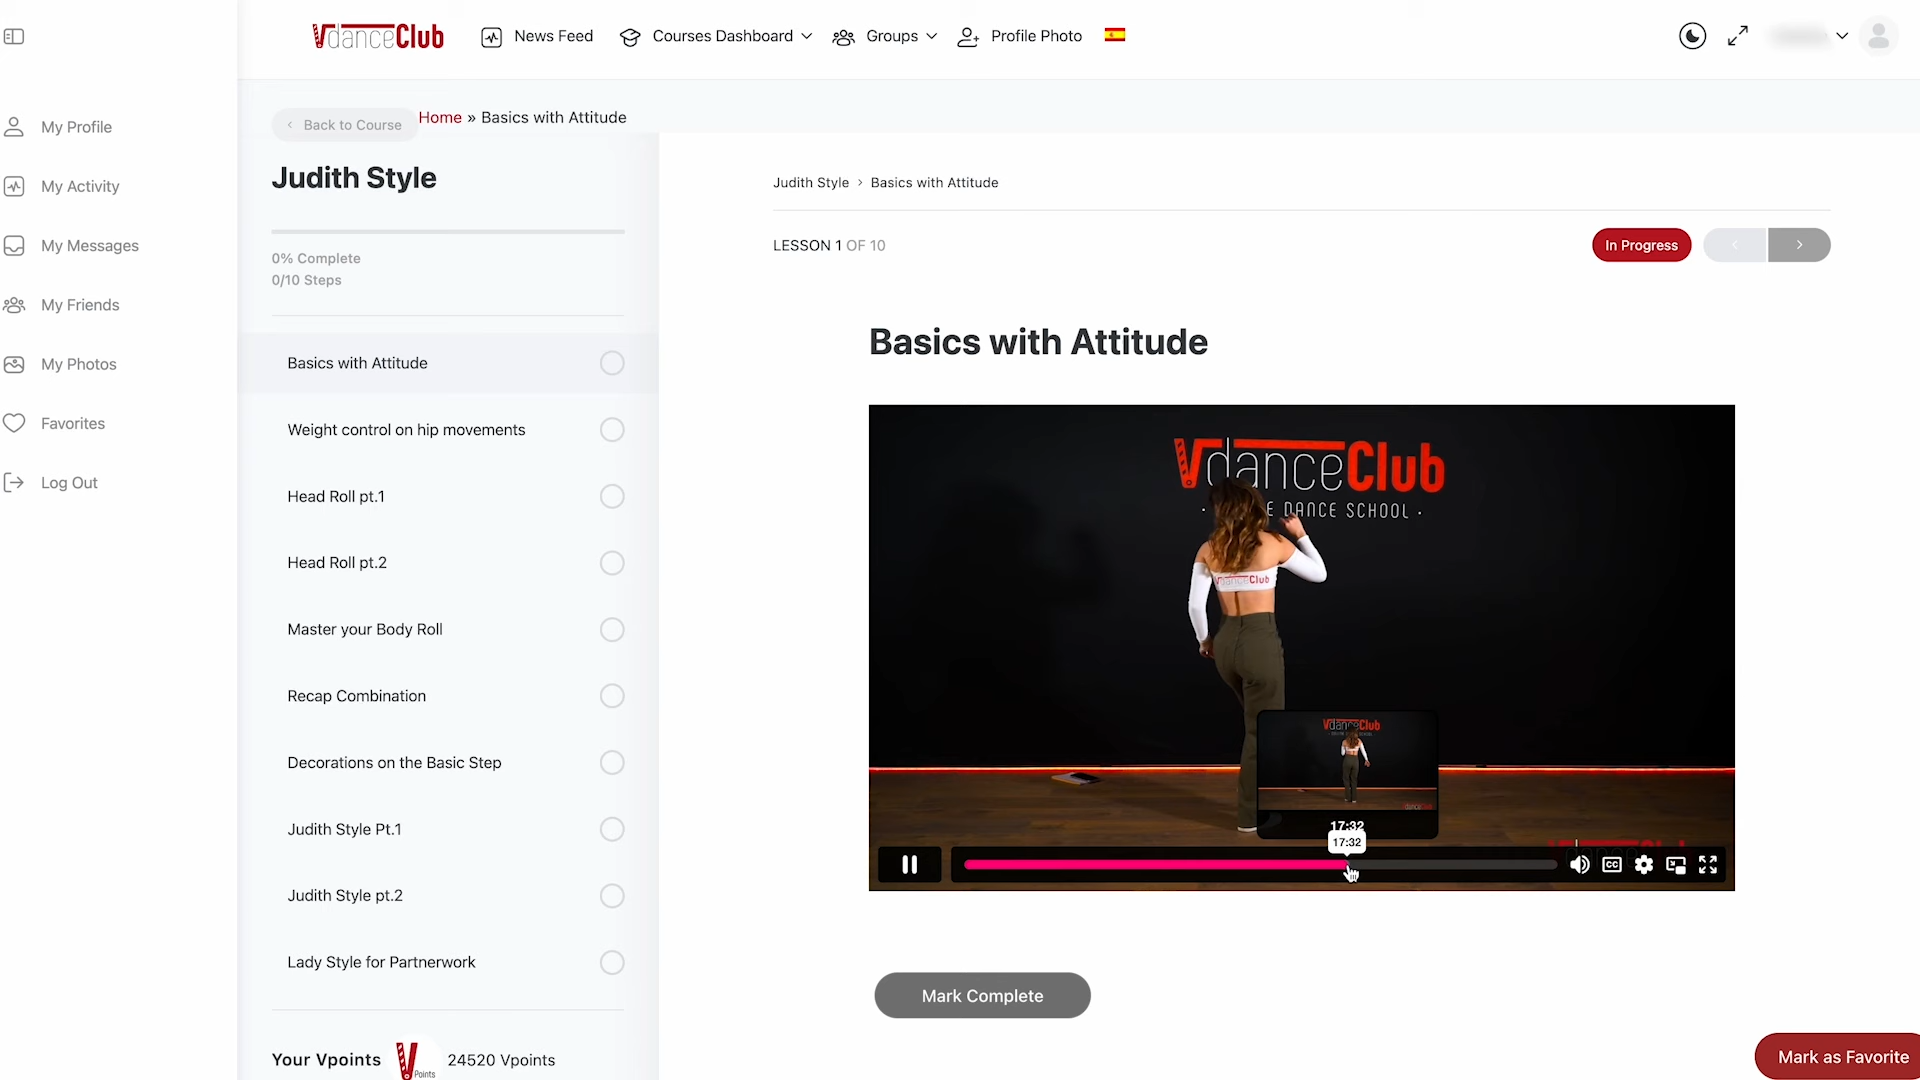 VdanceClub
News Feed
Courses Dashboard
Groups
Profile Photo
My Profile
My Activity
My Messages
My Friends
My Photos
Favorites
Log Out
Back to Course
Home » Basics with Attitude
Judith Style
0% Complete
0/10 Steps
Basics with Attitude
Weight control on hip movements
Head Roll pt.1
Head Roll pt.2
Master your Body Roll
Recap Combination
Decorations on the Basic Step
Judith Style Pt.1
Judith Style pt.2
Lady Style for Partnerwork
Your Vpoints
V Points
24520 Vpoints
Judith Style > Basics with Attitude
LESSON 1 OF 10
In Progress
Basics with Attitude
VdanceClub
E DANCE SCHOOL
VdanceClub
VdanceClub
17:32
17:32
CC
Mark Complete
Mark as Favorite